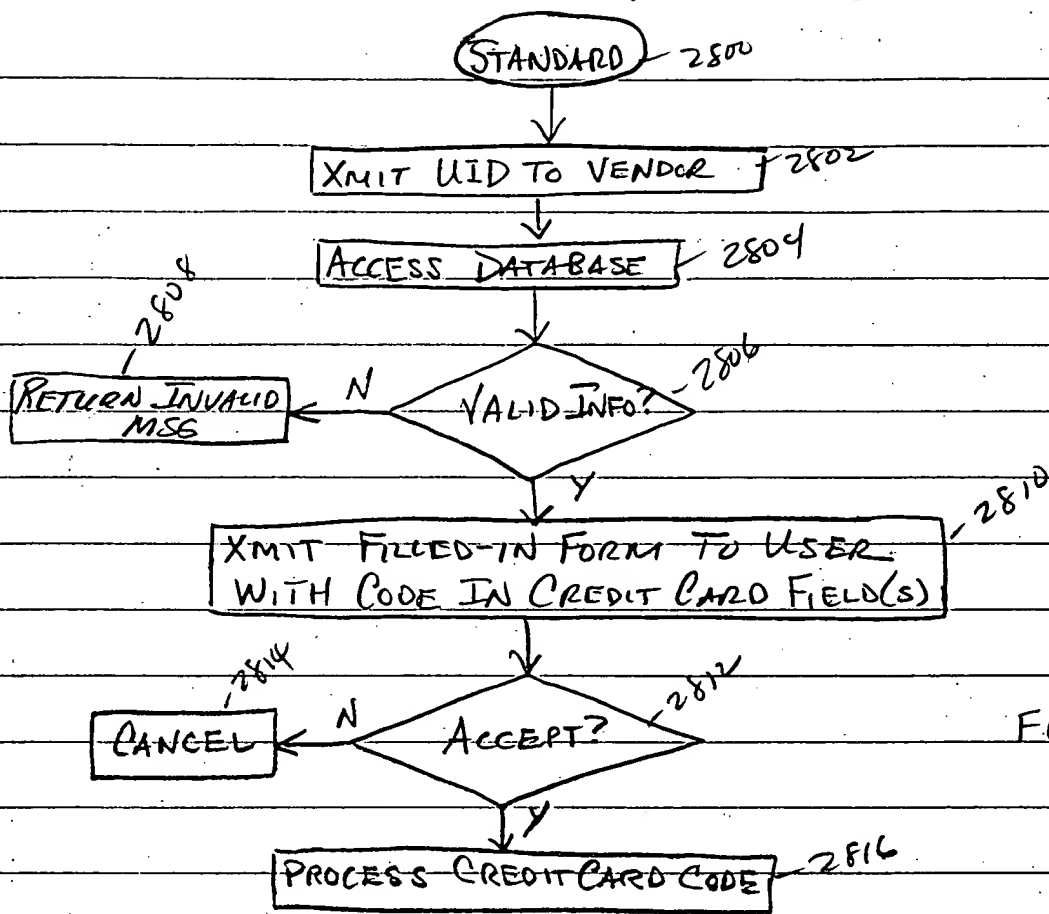 STANDARD 2800
XMIT UID TO VENDOR 2802
ACCESS DATABASE 2804
2808
VALID INFO? 2806
N
RETURN INVALID
MSG
Y
2810
XMIT FILLED-IN FORM TO USER
WITH CODE IN CREDIT CARD FIELD(S)
2814
2812
CANCEL N ACCEPT?
Y
PROCESS CREDIT CARD CODE 2816